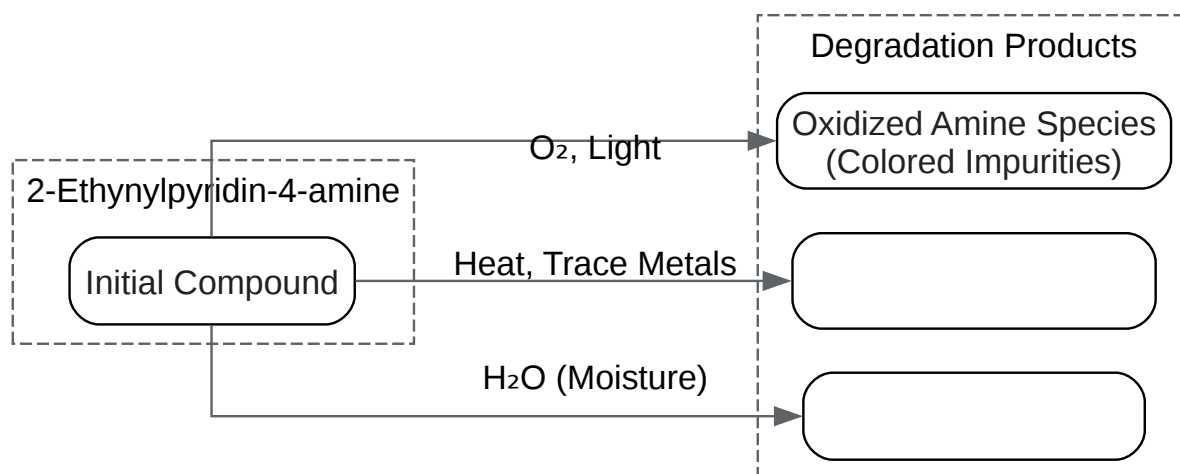 Degradation Products
Oxidized Amine Species
(Colored Impurities)
O₂, Light
2-Ethynylpyridin-4-amine
Initial Compound
Heat, Trace Metals
H₂O (Moisture)